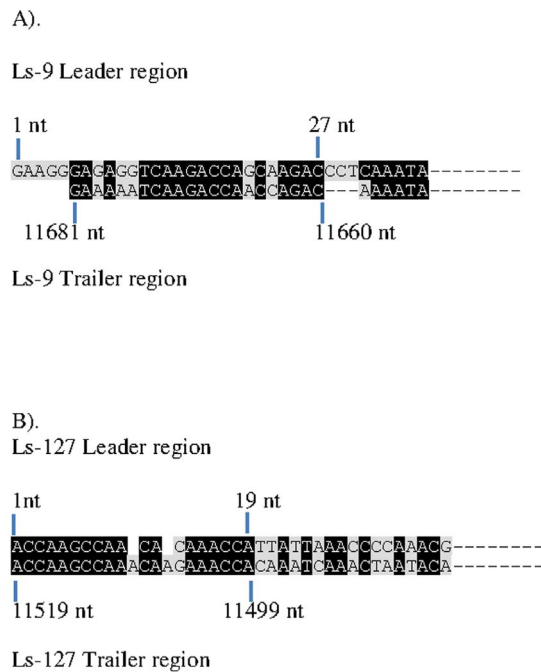 A).
Ls-9 Leader region
1 nt 27 nt
GAAGGGAGAGGTCAAGACCAGCAAGACCCTCAAATA--------
GAAAAATCAAGACCAACCAGAC---AAAATA--------
11681 nt 11660 nt
Ls-9 Trailer region
B).
Ls-127 Leader region
1nt 19 nt
ACCAAGCCAA CA CAAACCATTATTAAACCCCAAACG--------
ACCAAGCCAAACAAGAAACCACAAATCAAACTAATACA--------
11519 nt 11499 nt
Ls-127 Trailer region